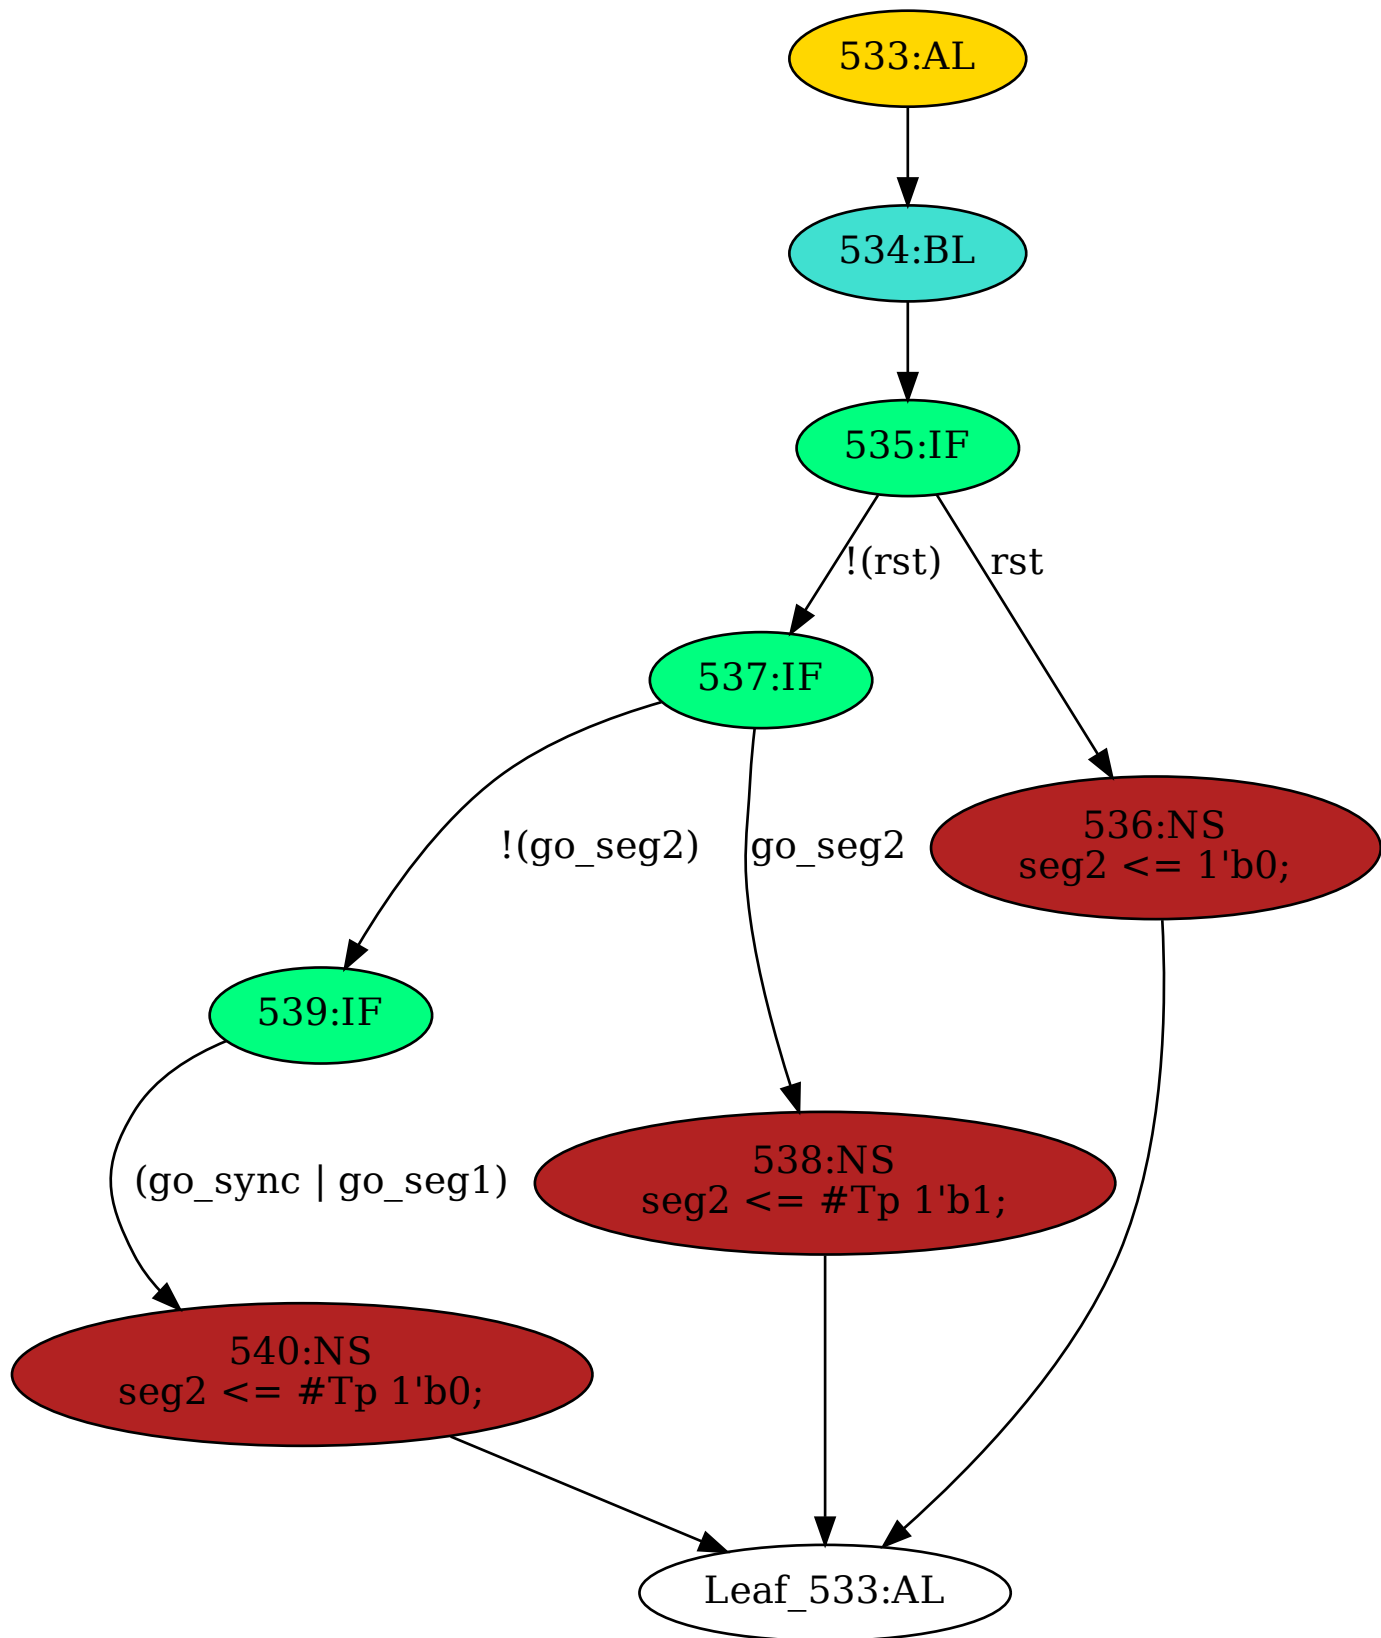 533:AL
534:BL
535:IF
!(rst)
rst
537:IF
536:NS
seg2 <= 1'b0;
!(go_seg2)
go_seg2
539:IF
538:NS
seg2 <= #Tp 1'b1;
(go_sync | go_seg1)
540:NS
seg2 <= #Tp 1'b0;
Leaf_533:AL